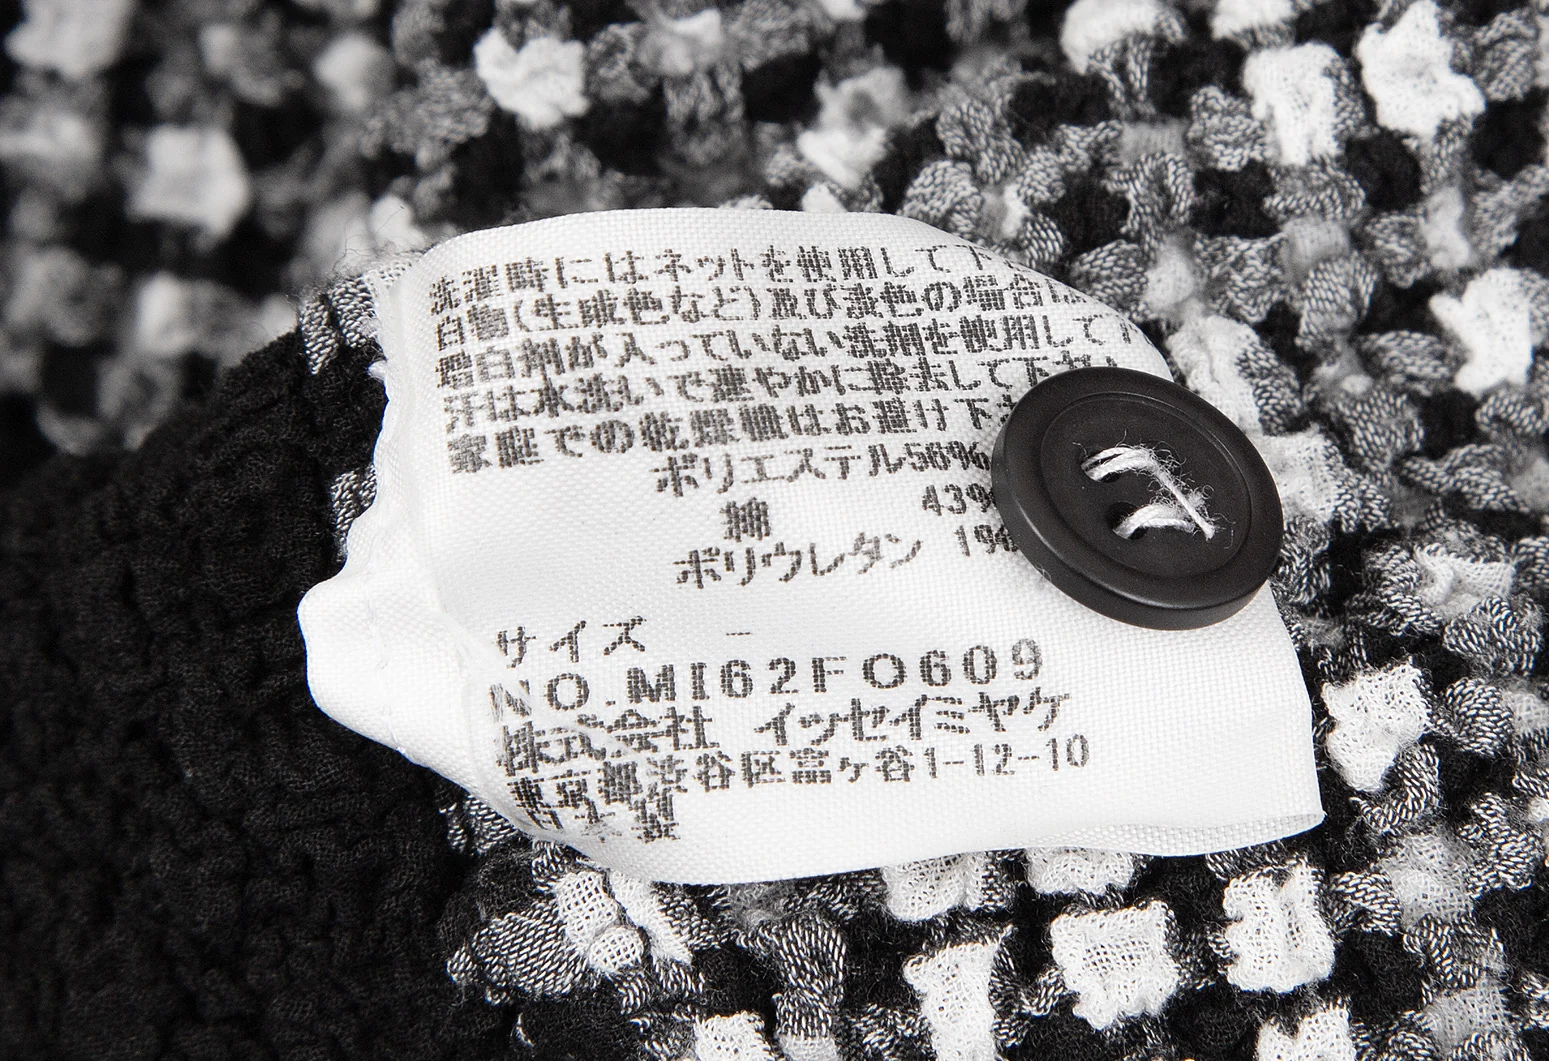 洗濯時にはネットを使用して下
白物(生成色など)及び淡色の場合は
増白剤が入っていない洗剤を使用して下
汗は水洗いで速やかに除去して下さい
家庭での乾燥機はお避け下さ
ポリエステル56%
綿 43%
ポリウレタン 1%
サイズ －
NO.MI62FO609
株式会社 イッセイミヤケ
東京都渋谷区富ヶ谷1-12-10
日本製